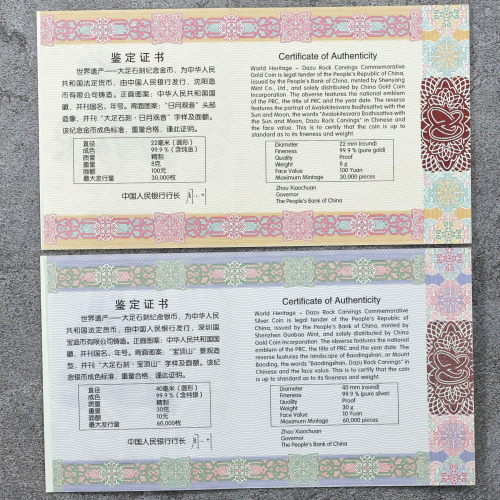 鉴定证书
世界遗产——大足石刻纪念金币，为中华人民
共和国法定货币，由中国人民银行发行，沈阳造
币有限公司铸造。正面图案：中华人民共和国国
徽，并刊国名、年号。背面图案："日月观音"头部
造像，并刊"大足石刻·日月观音"字样及面额。
该纪念金币成色标准，重量合格，谨此证明。
直径 22毫米（圆形）
成色 99.9％（含纯金）
质量 精制
重量 8克
面额 100元
最大发行量 30,000枚
中国人民银行行长
Certificate of Authenticity
World Heritage – Dazu Rock Carvings Commemorative
Gold Coin is legal tender of the People's Republic of China,
issued by the People's Bank of China, minted by Shenyang
Mint Co., Ltd., and solely distributed by China Gold Coin
Incorporation. The obverse features the national emblem
of the PRC, the title of PRC and the year date. The reverse
features the portrait of Avalokiteshvara Bodhisattva with the
Sun and Moon, the words "Avalokitesvara Bodhisattva with
the Sun and Moon, Dazu Rock Carvings" in Chinese and
the face value. This is to certify that the coin is up to
standard as to its fineness and weight.
Diameter 22 mm (round)
Fineness 99.9 % (pure gold)
Quality Proof
Weight 8 g
Face Value 100 Yuan
Maximum Mintage 30,000 pieces
Zhou Xiaochuan
Governor
The People's Bank of China
鉴定证书
世界遗产——大足石刻纪念银币，为中华人民
共和国法定货币，由中国人民银行发行，深圳国
宝造币有限公司铸造。正面图案：中华人民共和国
国徽，并刊国名、年号。背面图案："宝顶山"景观造
型，并刊"大足石刻·宝顶山"字样及面额。该纪
念银币成色标准，重量合格，谨此证明。
直径 40毫米（圆形）
成色 99.9％（含纯银）
质量 精制
重量 30克
面额 10元
最大发行量 60,000枚
中国人民银行行长
Certificate of Authenticity
World Heritage – Dazu Rock Carvings Commemorative
Silver Coin is legal tender of the People's Republic of
China, issued by the People's Bank of China, minted by
Shenzhen Guobao Mint, and solely distributed by China
Gold Coin Incorporation. The obverse features the national
emblem of the PRC, the title of PRC and the year date. The
reverse features the landscape of Baodingshan, or Mount
Baoding, the words "Baodingshan, Dazu Rock Carvings" in
Chinese and the face value. This is to certify that the coin
is up to standard as to its fineness and weight.
Diameter 40 mm (round)
Fineness 99.9 % (pure silver)
Quality Proof
Weight 30 g
Face Value 10 Yuan
Maximum Mintage 60,000 pieces
Zhou Xiaochuan
Governor
The People's Bank of China